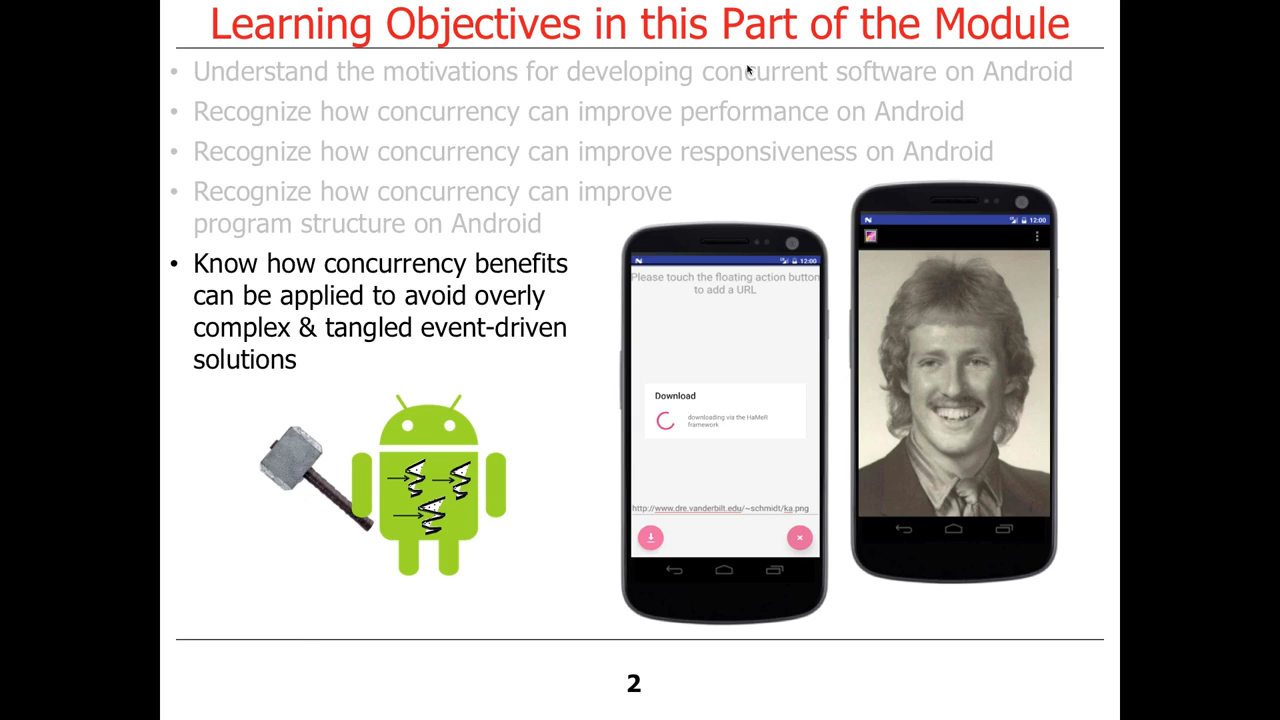 Learning Objectives in this Part of the Module
• Understand the motivations for developing concurrent software on Android
• Recognize how concurrency can improve performance on Android
• Recognize how concurrency can improve responsiveness on Android
• Recognize how concurrency can improve
program structure on Android
• Know how concurrency benefits
can be applied to avoid overly
complex & tangled event-driven
solutions
12:00
Please touch the floating action button
to add a URL
Download
downloading via the HaMeR
framework
http://www.dre.vanderbilt.edu/~schmidt/ka.png
12:00
2